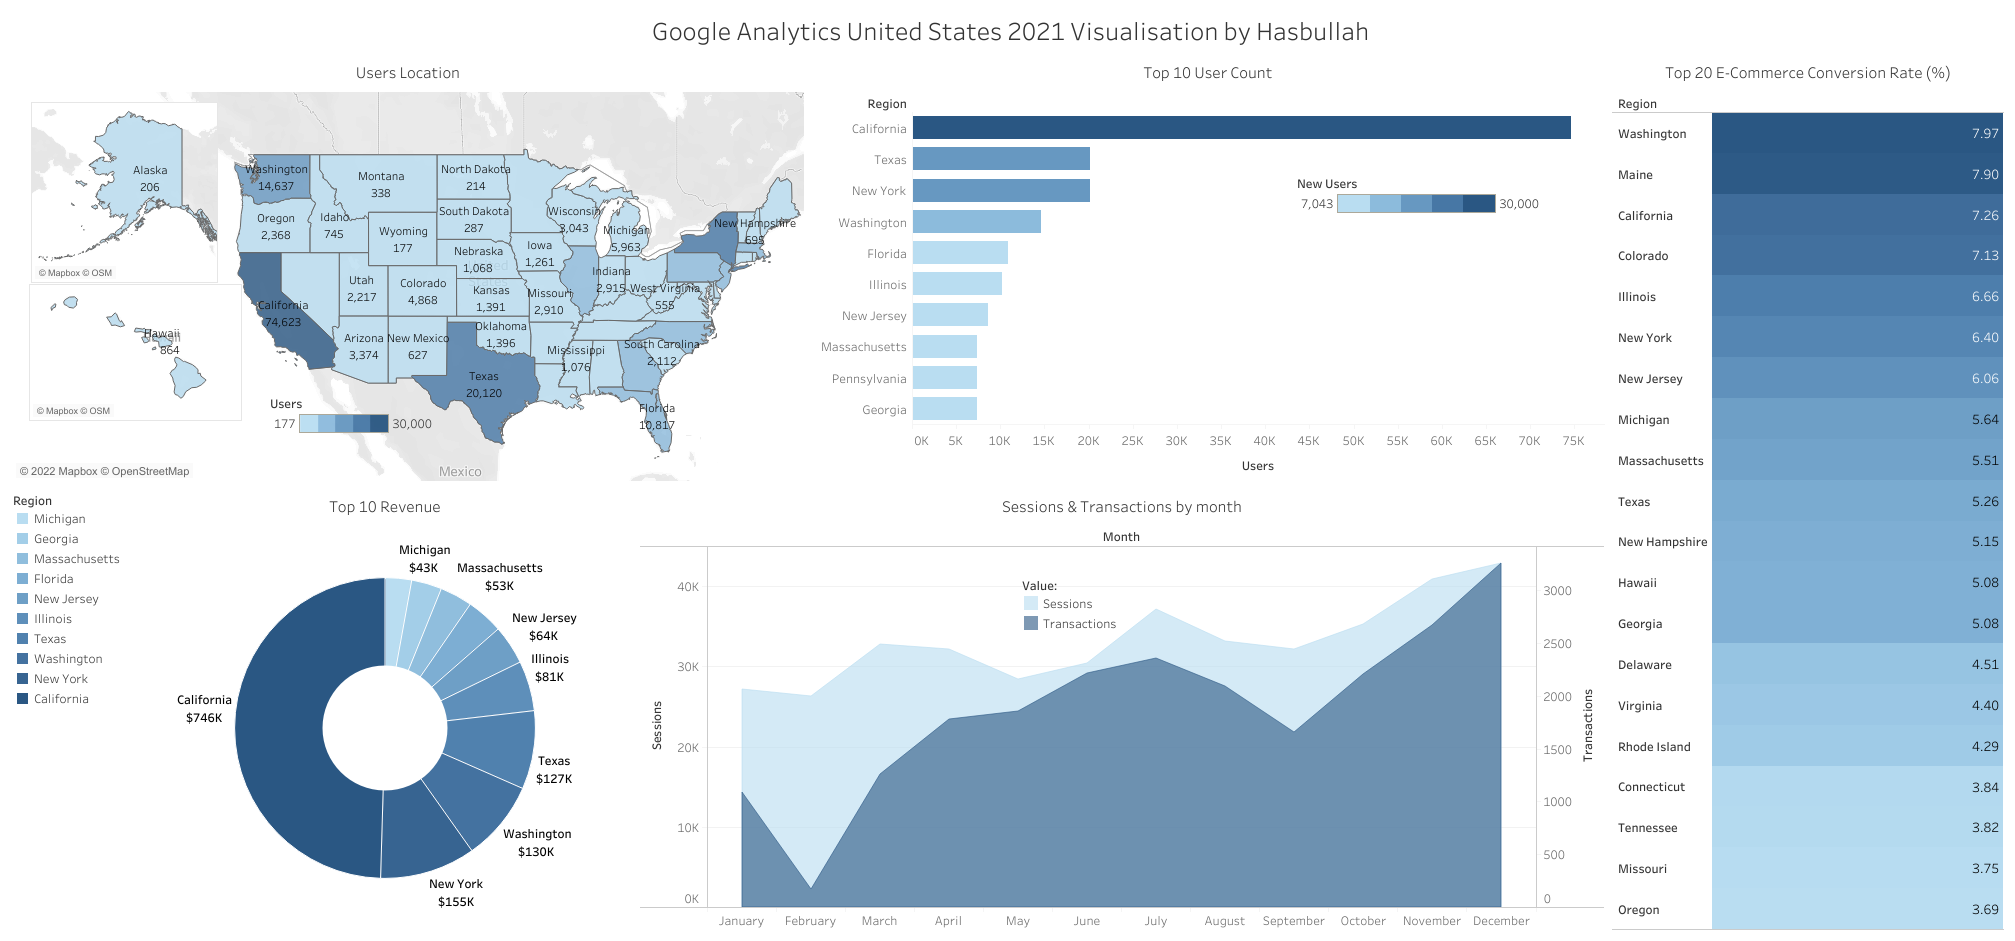 Google Analytics United States 2021 Visualisation by Hasbullah
Users Location
Alaska
206
© Mapbox © OSM
Hawaii
864
© Mapbox © OSM
Washington
14,637
Montana
338
North Dakota
214
Oregon
2,368
Idaho
745
Wyoming
177
South Dakota
287
Wisconsin
3,043
Michigan
5,963
New Hampshire
695
Nebraska
1,068
Iowa
1,261
Utah
2,217
Colorado
4,868
Kansas
1,391
Missouri
2,910
Indiana
2,915
West Virginia
555
California
74,623
Arizona
3,374
New Mexico
627
Oklahoma
1,396
Mississippi
1,076
South Carolina
2,112
Texas
20,120
Florida
10,817
Users
177
30,000
Mexico
© 2022 Mapbox © OpenStreetMap
Top 10 User Count
Region
California
Texas
New York
Washington
Florida
Illinois
New Jersey
Massachusetts
Pennsylvania
Georgia
New Users
7,043
30,000
0K 5K 10K 15K 20K 25K 30K 35K 40K 45K 50K 55K 60K 65K 70K 75K
Users
Top 20 E-Commerce Conversion Rate (%)
Region
Washington 7.97
Maine 7.90
California 7.26
Colorado 7.13
Illinois 6.66
New York 6.40
New Jersey 6.06
Michigan 5.64
Massachusetts 5.51
Texas 5.26
New Hampshire 5.15
Hawaii 5.08
Georgia 5.08
Delaware 4.51
Virginia 4.40
Rhode Island 4.29
Connecticut 3.84
Tennessee 3.82
Missouri 3.75
Oregon 3.69
Region
Michigan
Georgia
Massachusetts
Florida
New Jersey
Illinois
Texas
Washington
New York
California
Top 10 Revenue
Michigan
$43K
Massachusetts
$53K
New Jersey
$64K
Illinois
$81K
Texas
$127K
Washington
$130K
New York
$155K
California
$746K
Sessions & Transactions by month
Month
Value:
Sessions
Transactions
Sessions
40K
30K
20K
10K
0K
3000
2500
2000
1500
1000
500
0
Transactions
January February March April May June July August September October November December